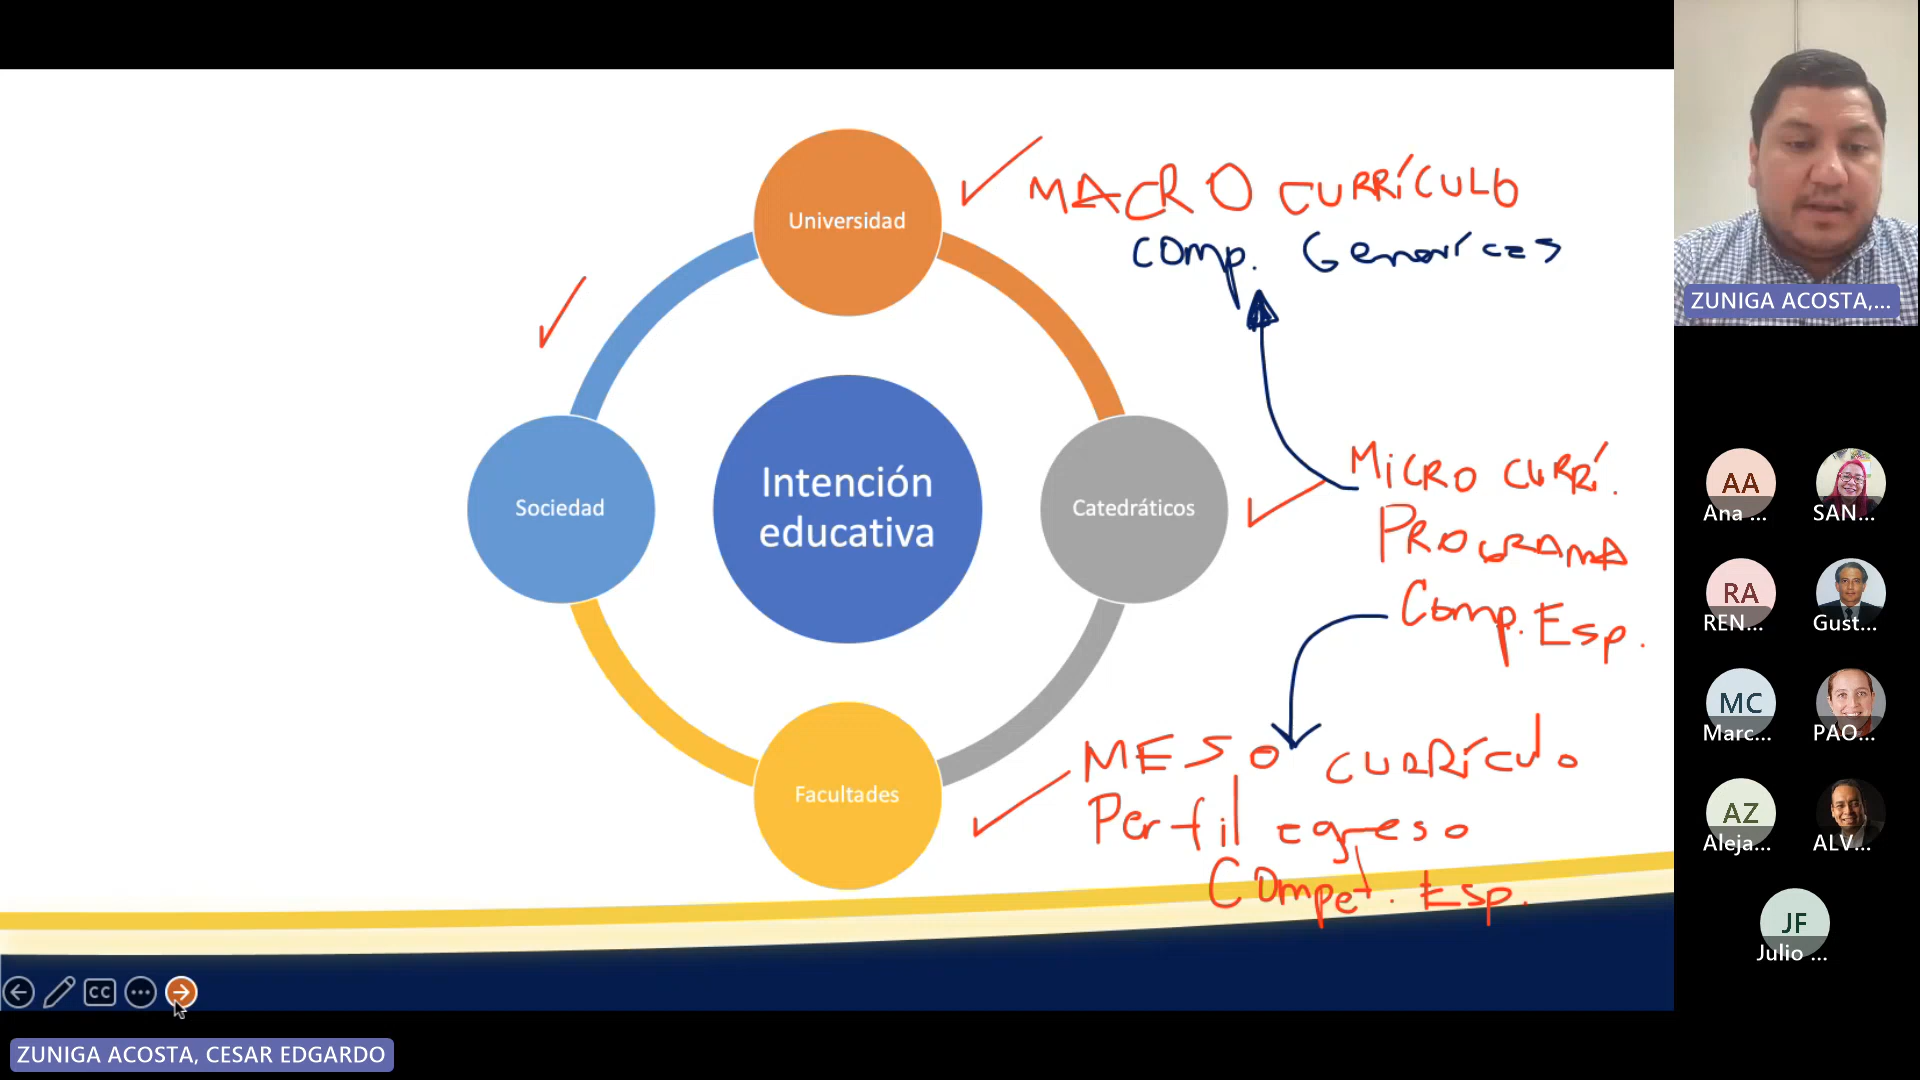 Universidad
MACRO CURRÍCULO
comp. Genéricas
Sociedad
Intención
educativa
Catedráticos
MICRO CURRÍ.
PROGRAMA
Comp. Esp.
Facultades
MESO CURRÍCULO
Perfil egreso
Compet. Esp.
CC
ZUNIGA ACOSTA, CESAR EDGARDO
ZUNIGA ACOSTA,...
AA
Ana ...
SAN...
RA
REN...
Gust...
MC
Marc...
PAO...
AZ
Aleja...
ALV...
JF
Julio ...